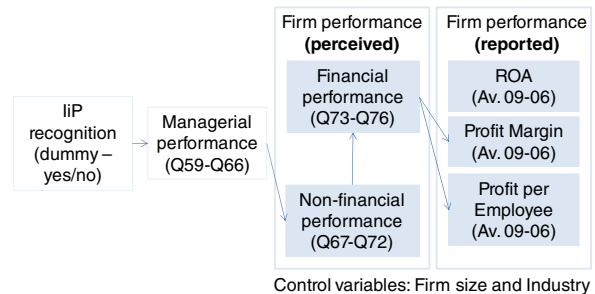 IiP
recognition
(dummy –
yes/no)
Managerial
performance
(Q59-Q66)
Firm performance
(perceived)
Financial
performance
(Q73-Q76)
Non-financial
performance
(Q67-Q72)
Firm performance
(reported)
ROA
(Av. 09-06)
Profit Margin
(Av. 09-06)
Profit per
Employee
(Av. 09-06)
Control variables: Firm size and Industry